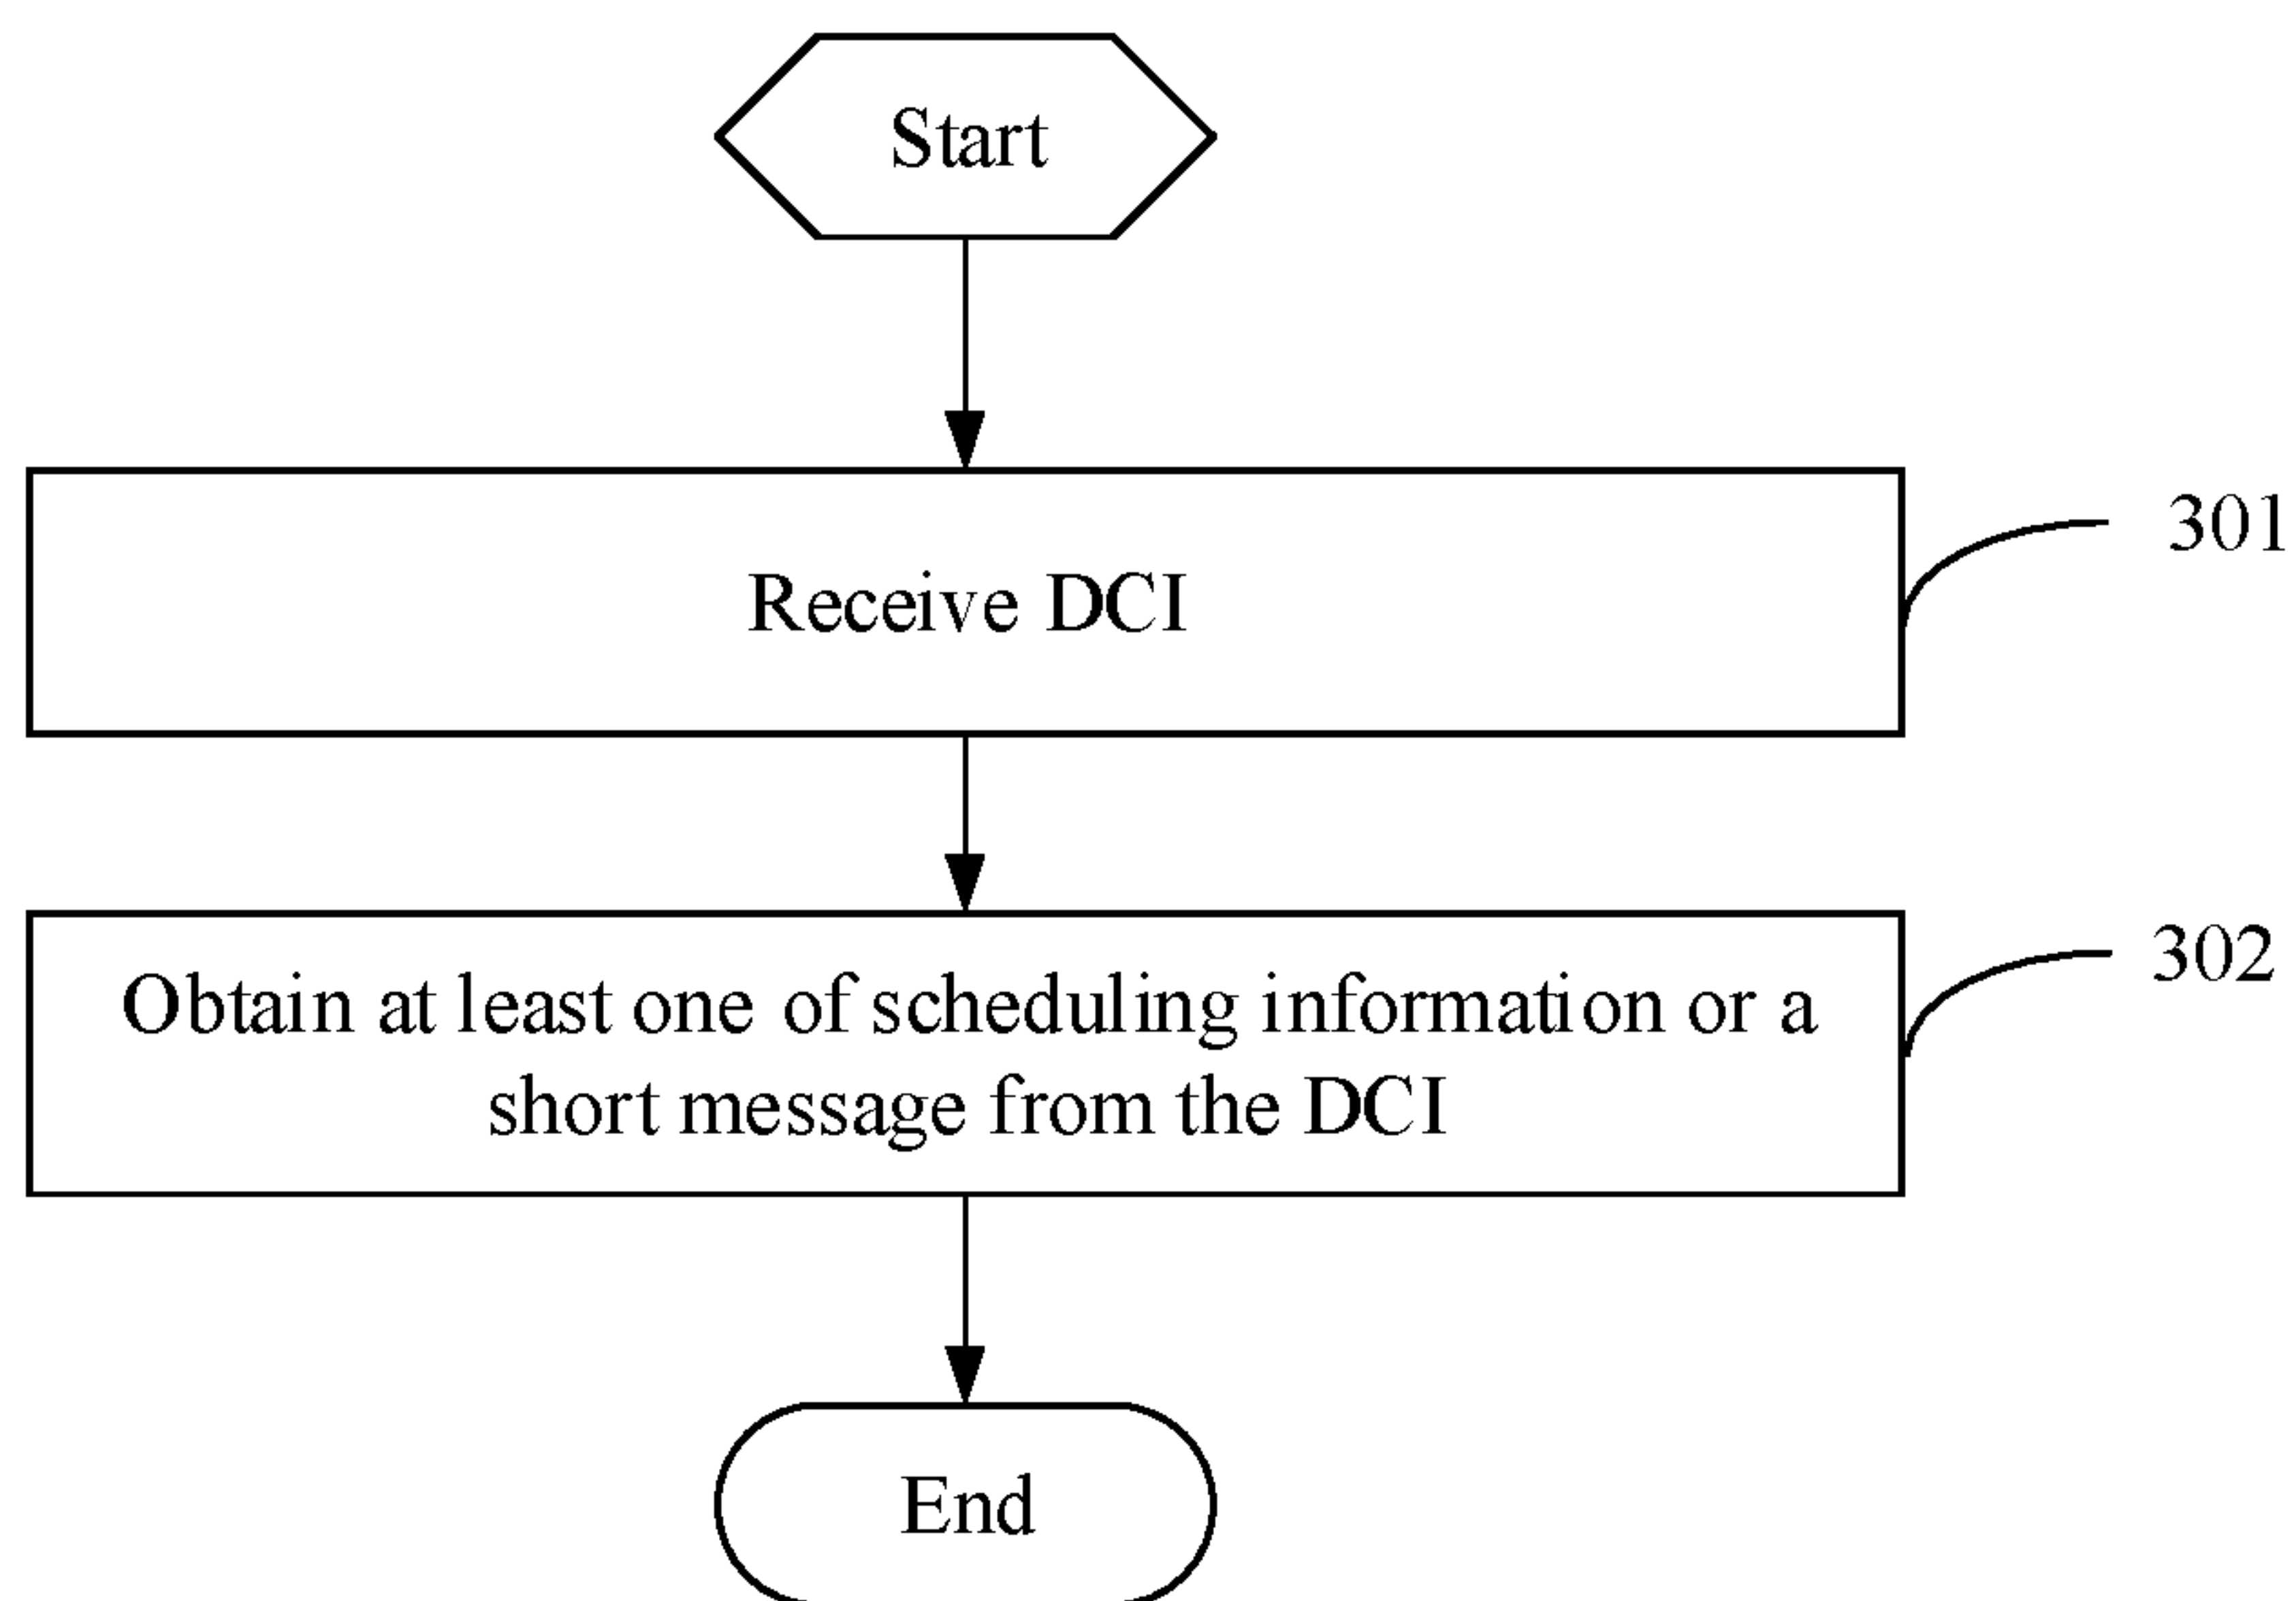 Start
Receive DCI
301
Obtain at least one of scheduling information or a
short message from the DCI
302
End